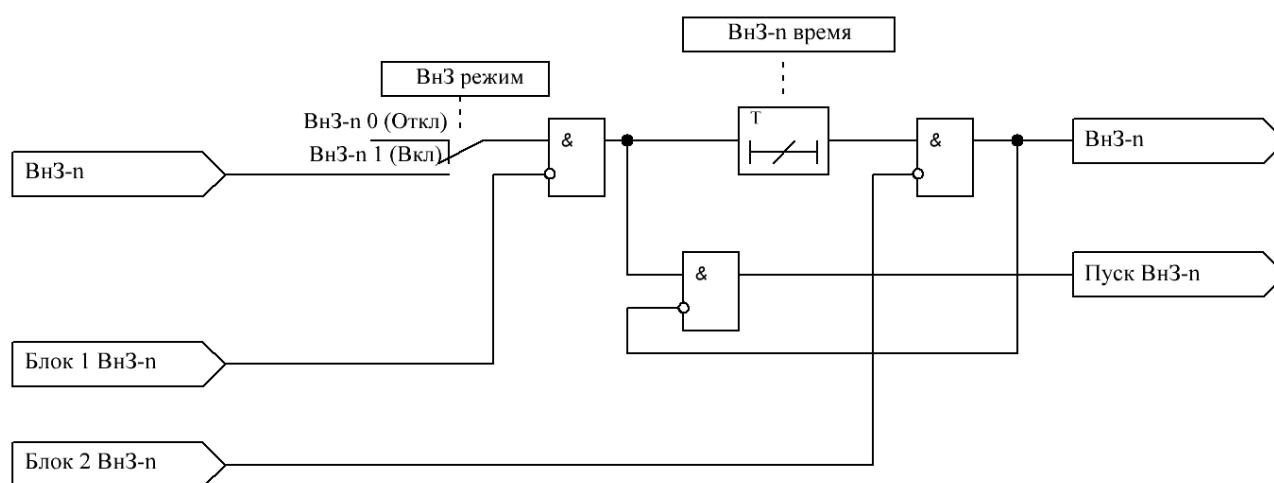 ВнЗ-n время
ВнЗ режим
ВнЗ-n 0 (Откл)
ВнЗ-n 1 (Вкл)
&
T
&
ВнЗ-n
ВнЗ-n
&
Пуск ВнЗ-n
Блок 1 ВнЗ-n
Блок 2 ВнЗ-n